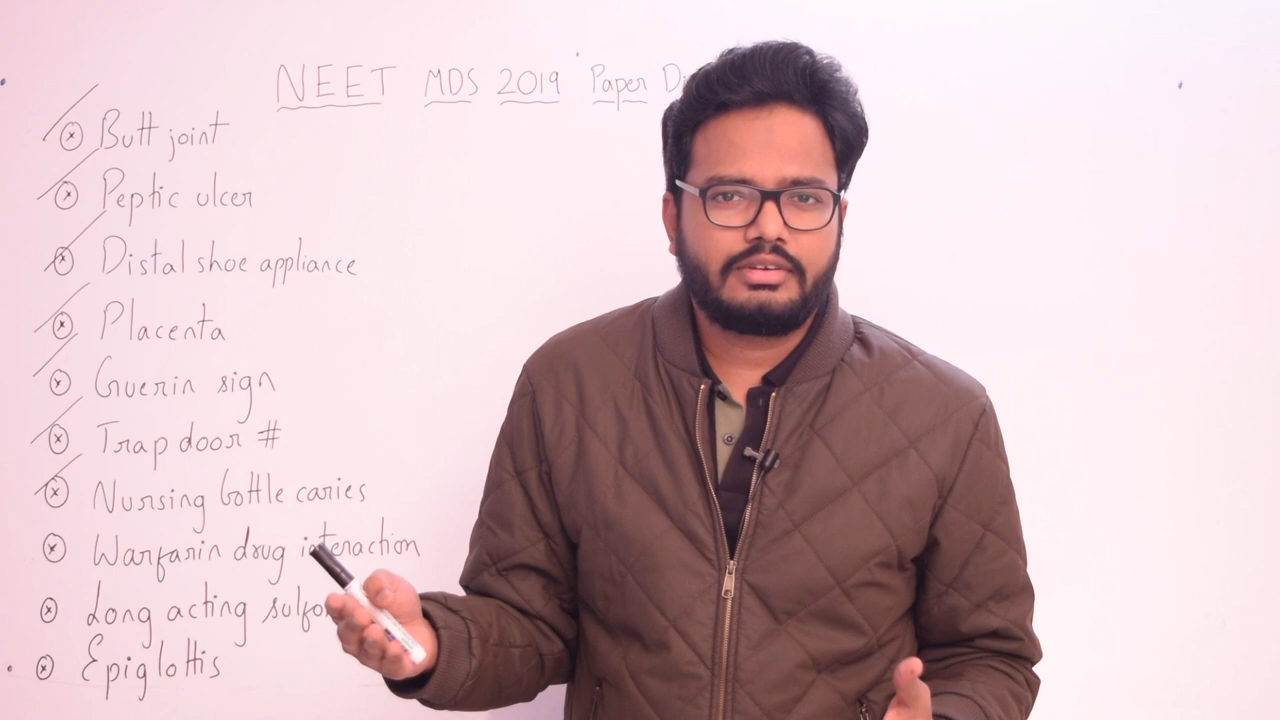 NEET MDS 2019 Paper
Butt joint
Peptic ulcer
Distal shoe appliance
Placenta
Guerin sign
Trap door #
Nursing bottle caries
Warfarin drug interaction
Long acting
Epiglottis